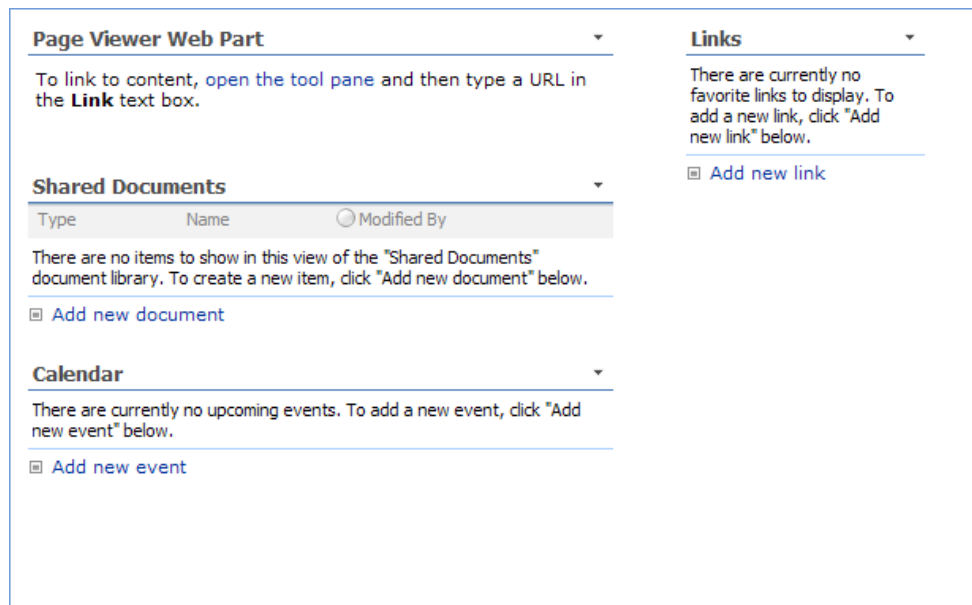 Page Viewer Web Part
To link to content, open the tool pane and then type a URL in
the Link text box.
Shared Documents
Type Name Modified By
There are no items to show in this view of the "Shared Documents"
document library. To create a new item, click "Add new document" below.
Add new document
Calendar
There are currently no upcoming events. To add a new event, click "Add
new event" below.
Add new event
Links
There are currently no
favorite links to display. To
add a new link, click "Add
new link" below.
Add new link